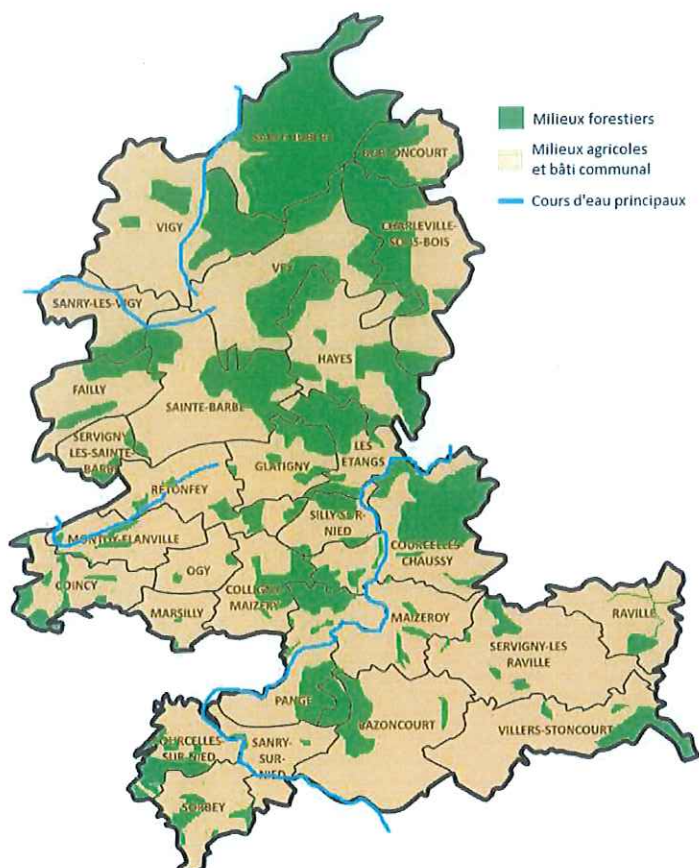 Milieux forestiers
Milieux agricoles
et bâti communal
Cours d'eau principaux
VIGY
CHARLEVILLE-
SOUS-BOIS
SANRY-LES-VIGY
HAYES
FAILLY
SAINTE-BARBE
SERVIGNY
LES-SAINTE-
BARBE
LES
ETANGS
GLATIGNY
RETONFEY
SILLY-SUR-
NIED
MONTOY-FLANVILLE
COURCELLES-
CHAUSSY
OGY
COINCY
COLLIGNY
MAIZERY
MARSILLY
MAIZEROY
RAVILLE
SERVIGNY-LES
RAVILLE
PANGE
BAZONCOURT
VILLERS-STONCOURT
COURCELLES-
SUR-NIED
SANRY-
SUR-
NIED
SORBEY